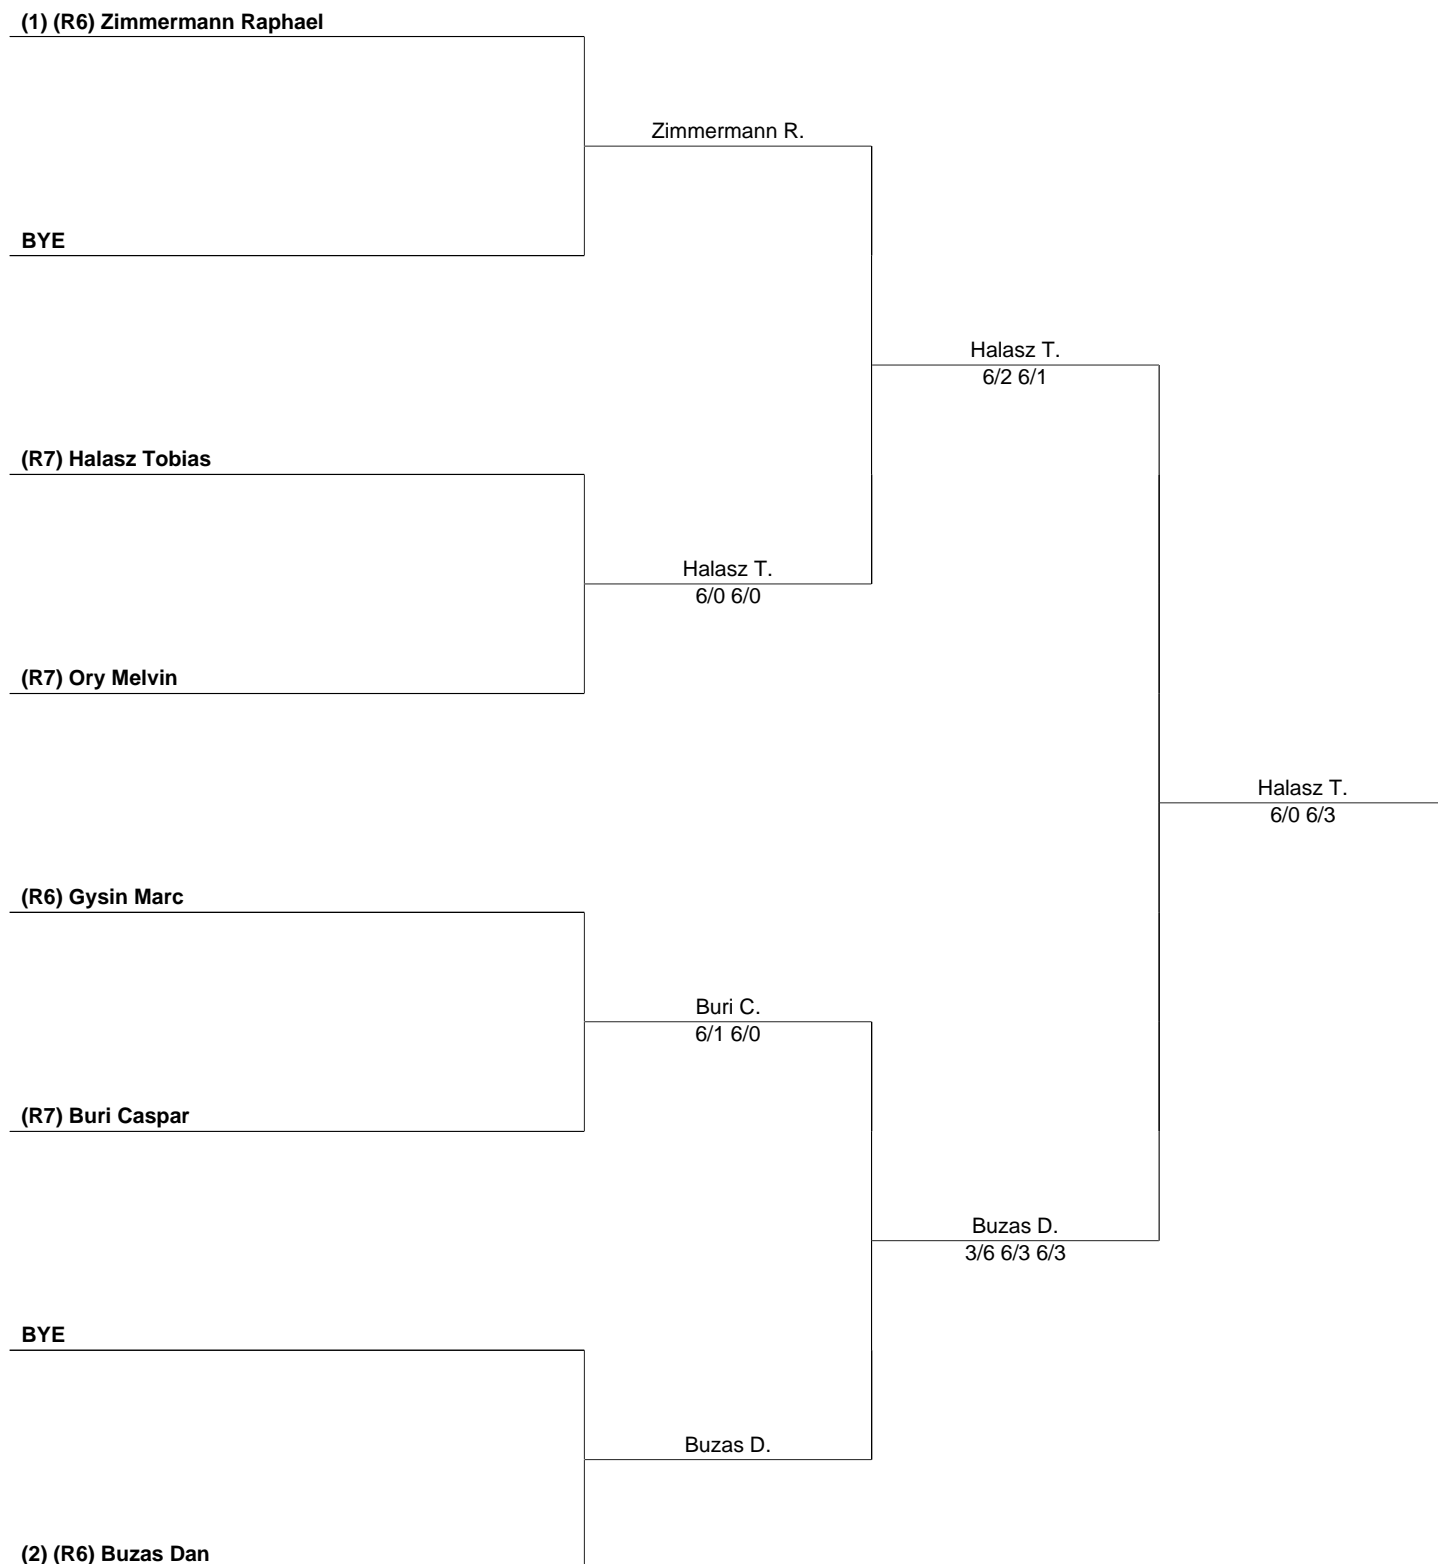 (1) (R6) Zimmermann Raphael
Zimmermann R.
BYE
Halasz T.
6/2 6/1
(R7) Halasz Tobias
Halasz T.
6/0 6/0
(R7) Ory Melvin
Halasz T.
6/0 6/3
(R6) Gysin Marc
Buri C.
6/1 6/0
(R7) Buri Caspar
Buzas D.
3/6 6/3 6/3
BYE
Buzas D.
(2) (R6) Buzas Dan